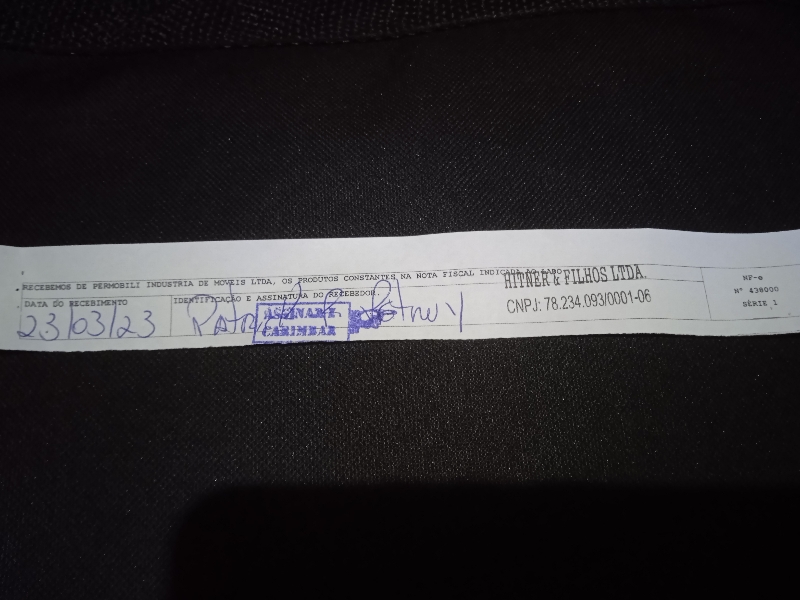 RECEBEMOS DE PERMOBILI INDUSTRIA DE MOVEIS LTDA, OS PRODUTOS CONSTANTES NA NOTA FISCAL INDICADA AO LADO
DATA DO RECEBIMENTO
23/03/23
IDENTIFICAÇÃO E ASSINATURA DO RECEBEDOR.
ASSINAR E
CARIMBAR
HITNER & FILHOS LTDA.
CNPJ: 78.234.093/0001-06
NF-e
Nº 438000
SÉRIE 1